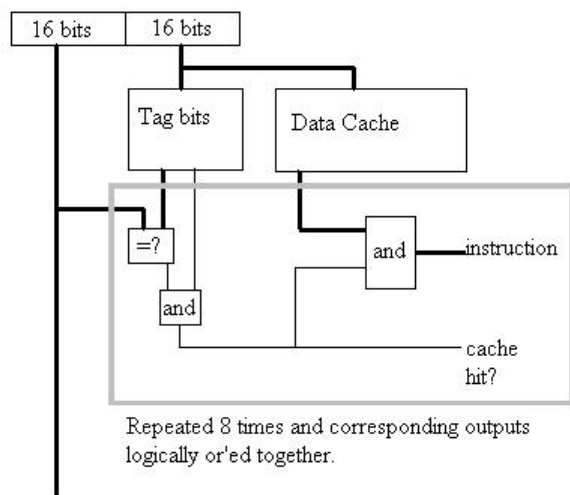 16 bits 16 bits
Tag bits
Data Cache
=?
and
instruction
and
cache
hit?
Repeated 8 times and corresponding outputs
logically or'ed together.